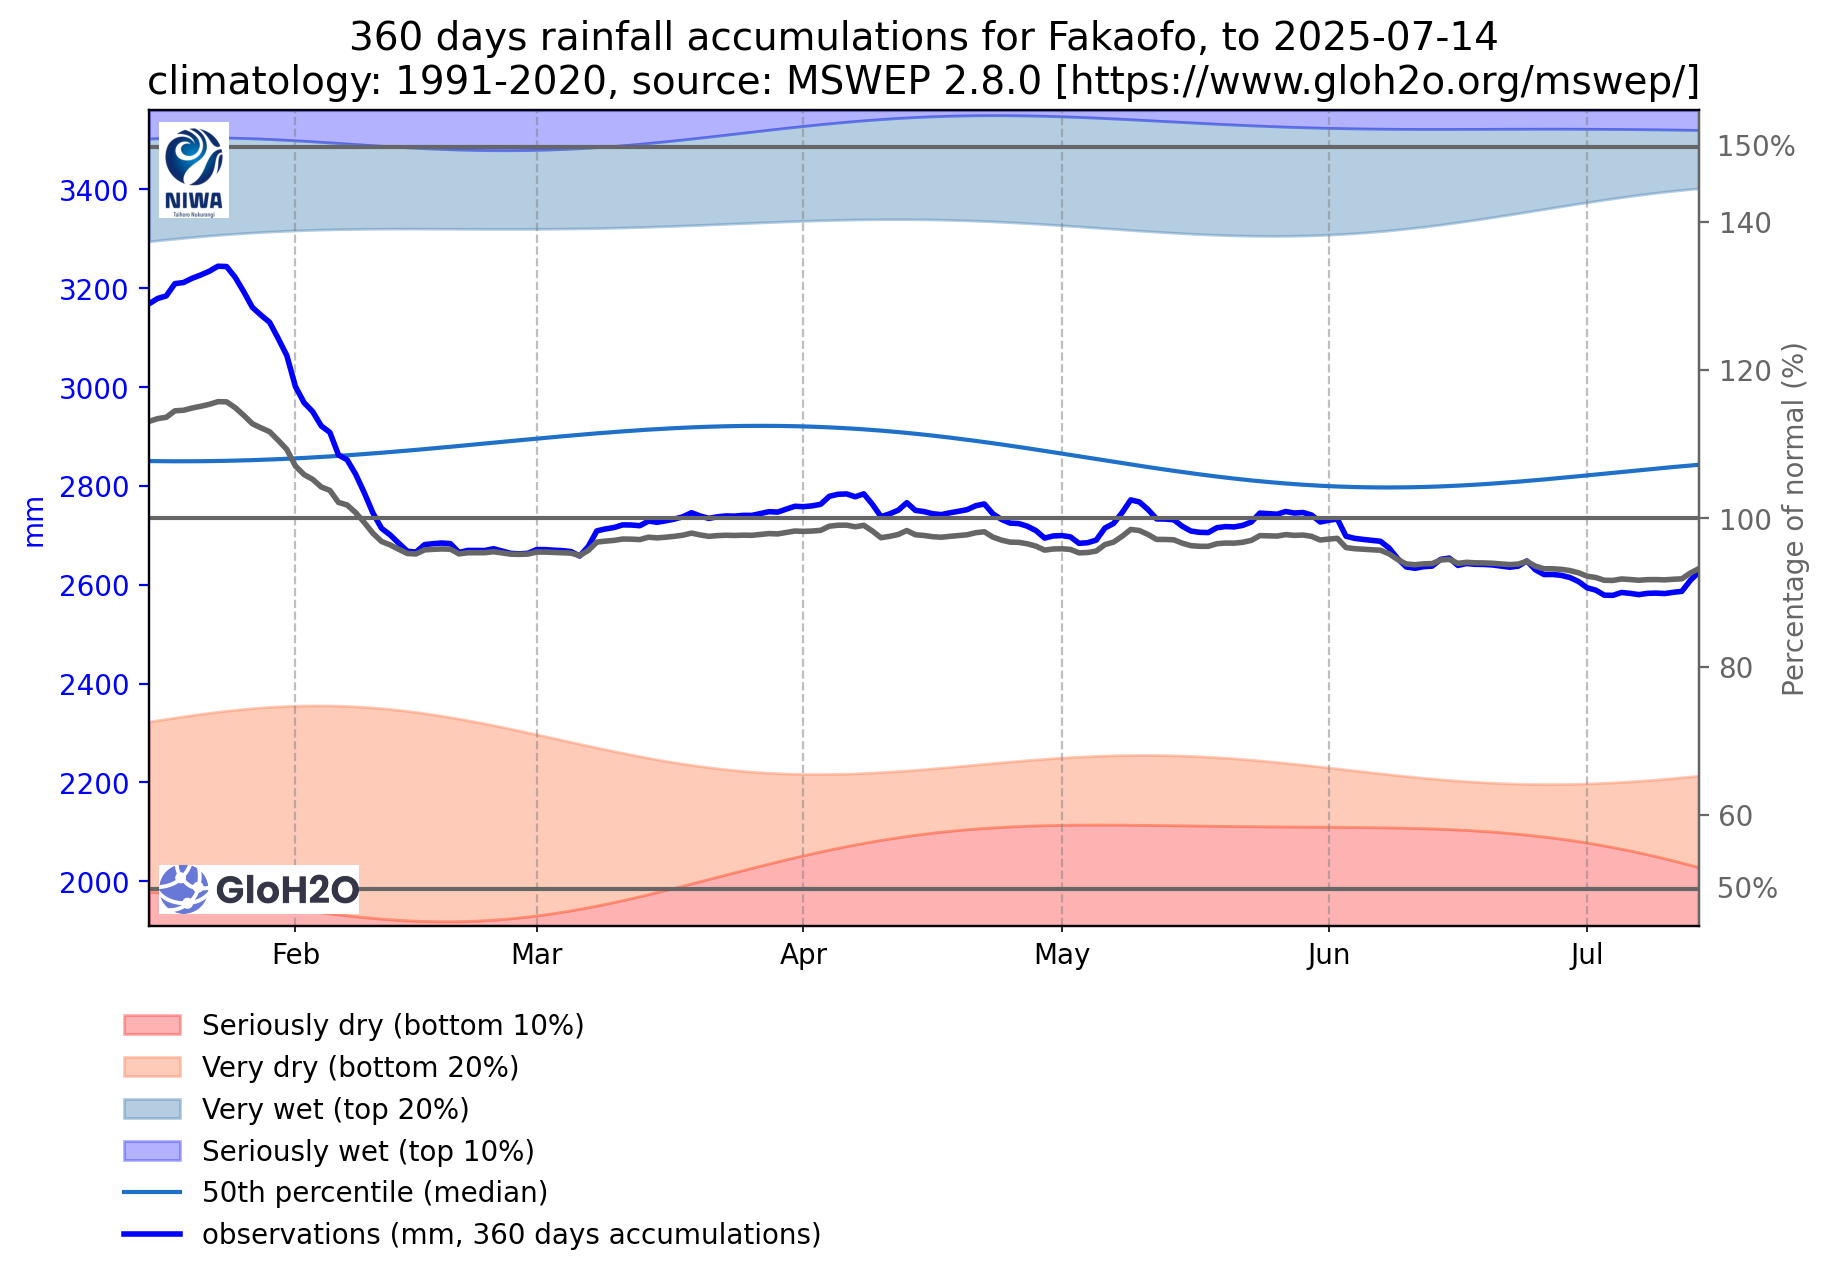 360 days rainfall accumulations for Fakaofo, to 2025-07-14
climatology: 1991-2020, source: MSWEP 2.8.0 [https://www.gloh2o.org/mswep/]
NIWA
Taihoro Nukurangi
mm
3400
3200
3000
2800
2600
2400
2200
2000
150%
140
120
100
80
60
50%
Percentage of normal (%)
GloH2O
Feb Mar Apr May Jun Jul
Seriously dry (bottom 10%)
Very dry (bottom 20%)
Very wet (top 20%)
Seriously wet (top 10%)
50th percentile (median)
observations (mm, 360 days accumulations)